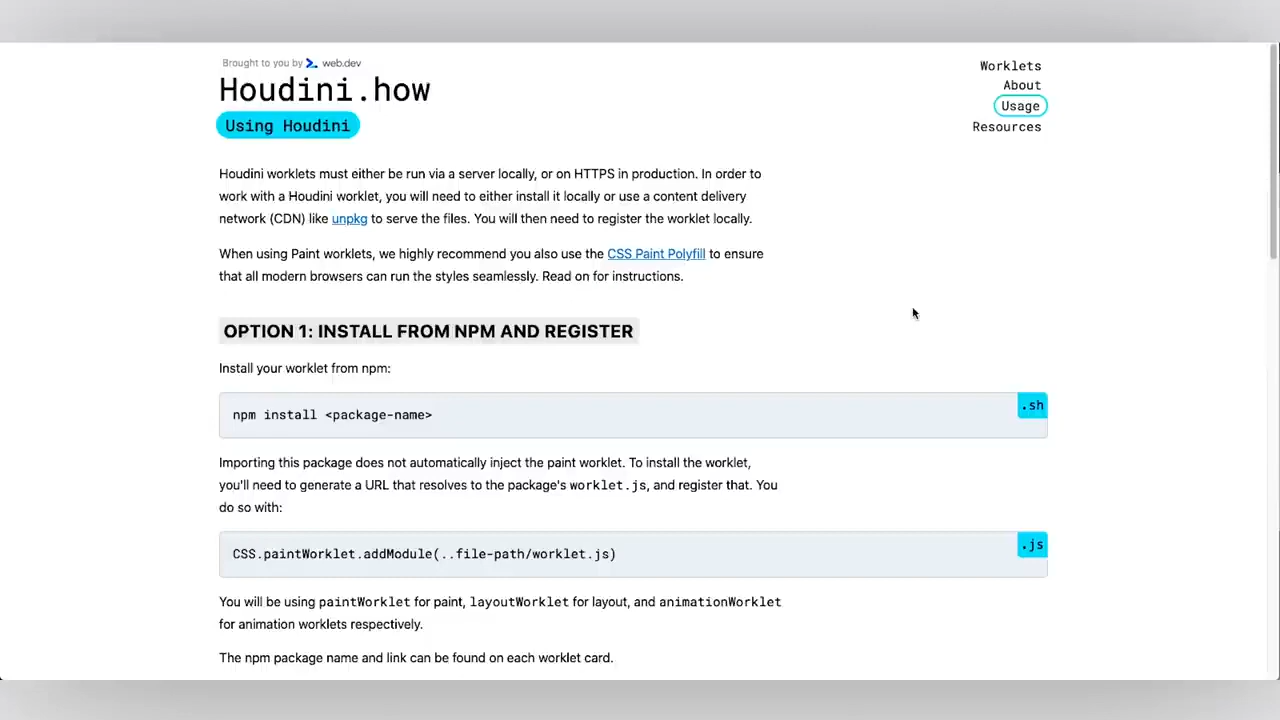 Brought to you by web.dev
Houdini.how
Using Houdini
Worklets
About
Usage
Resources
Houdini worklets must either be run via a server locally, or on HTTPS in production. In order to
work with a Houdini worklet, you will need to either install it locally or use a content delivery
network (CDN) like unpkg to serve the files. You will then need to register the worklet locally.
When using Paint worklets, we highly recommend you also use the CSS Paint Polyfill to ensure
that all modern browsers can run the styles seamlessly. Read on for instructions.
OPTION 1: INSTALL FROM NPM AND REGISTER
Install your worklet from npm:
npm install <package-name>
.sh
Importing this package does not automatically inject the paint worklet. To install the worklet,
you'll need to generate a URL that resolves to the package's worklet.js, and register that. You
do so with:
CSS.paintWorklet.addModule(..file-path/worklet.js)
.js
You will be using paintWorklet for paint, layoutWorklet for layout, and animationWorklet
for animation worklets respectively.
The npm package name and link can be found on each worklet card.